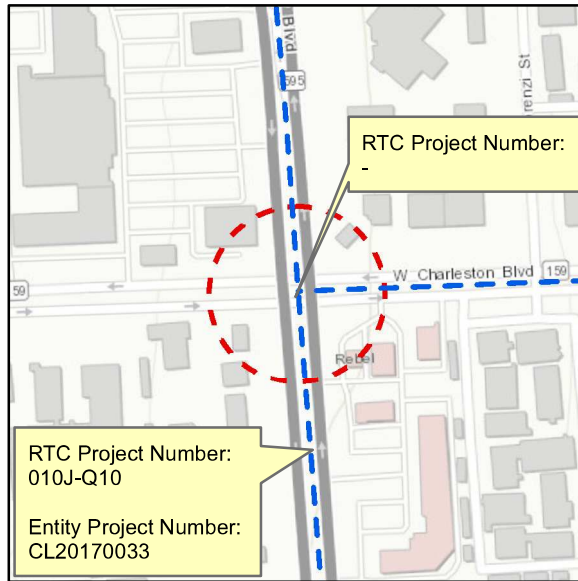 Blvd
595
renzi St
RTC Project Number:
-
W Charleston Blvd
159
59
Rebel
RTC Project Number:
010J-Q10
Entity Project Number:
CL20170033